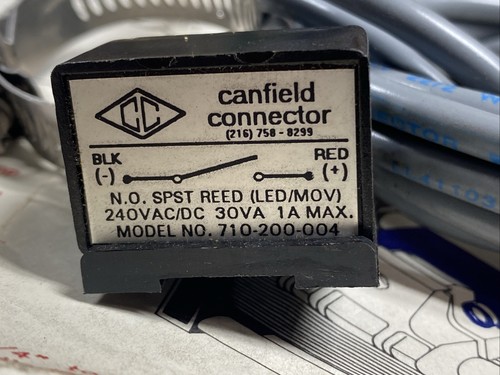 CC
canfield
connector
(216) 758-8299
BLK
RED
(-)
(+)
N.O. SPST REED (LED/MOV)
240VAC/DC 30VA 1A MAX.
MODEL NO. 710-200-004